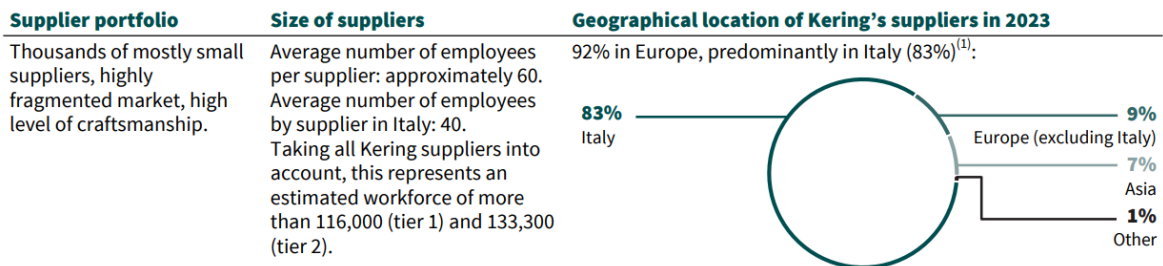 Supplier portfolio
Thousands of mostly small
suppliers, highly
fragmented market, high
level of craftsmanship.
Size of suppliers
Average number of employees
per supplier: approximately 60.
Average number of employees
by supplier in Italy: 40.
Taking all Kering suppliers into
account, this represents an
estimated workforce of more
than 116,000 (tier 1) and 133,300
(tier 2).
Geographical location of Kering’s suppliers in 2023
92% in Europe, predominantly in Italy (83%)(1):
83%
Italy
9%
Europe (excluding Italy)
7%
Asia
1%
Other